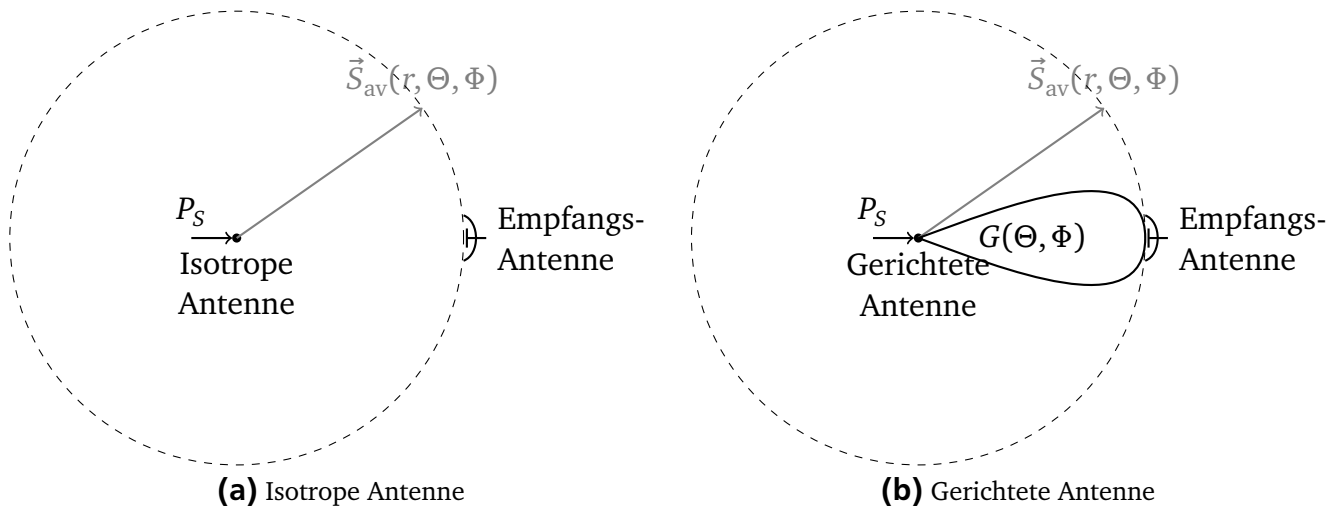 S⃗av(r, Θ, Φ)
PS
Isotrope
Antenne
Empfangs-
Antenne
(a) Isotrope Antenne
S⃗av(r, Θ, Φ)
PS
G(Θ, Φ)
Gerichtete
Antenne
Empfangs-
Antenne
(b) Gerichtete Antenne